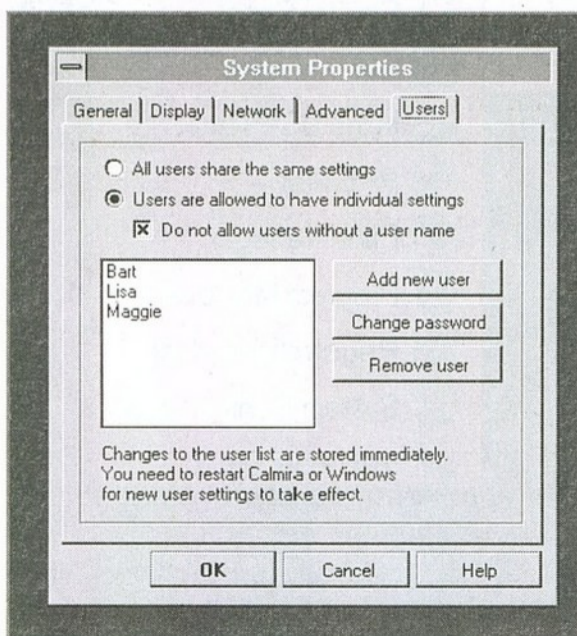 System Properties
General
Display
Network
Advanced
Users
All users share the same settings
Users are allowed to have individual settings
Do not allow users without a user name
Bart
Lisa
Maggie
Add new user
Change password
Remove user
Changes to the user list are stored immediately.
You need to restart Calmira or Windows
for new user settings to take effect.
OK
Cancel
Help